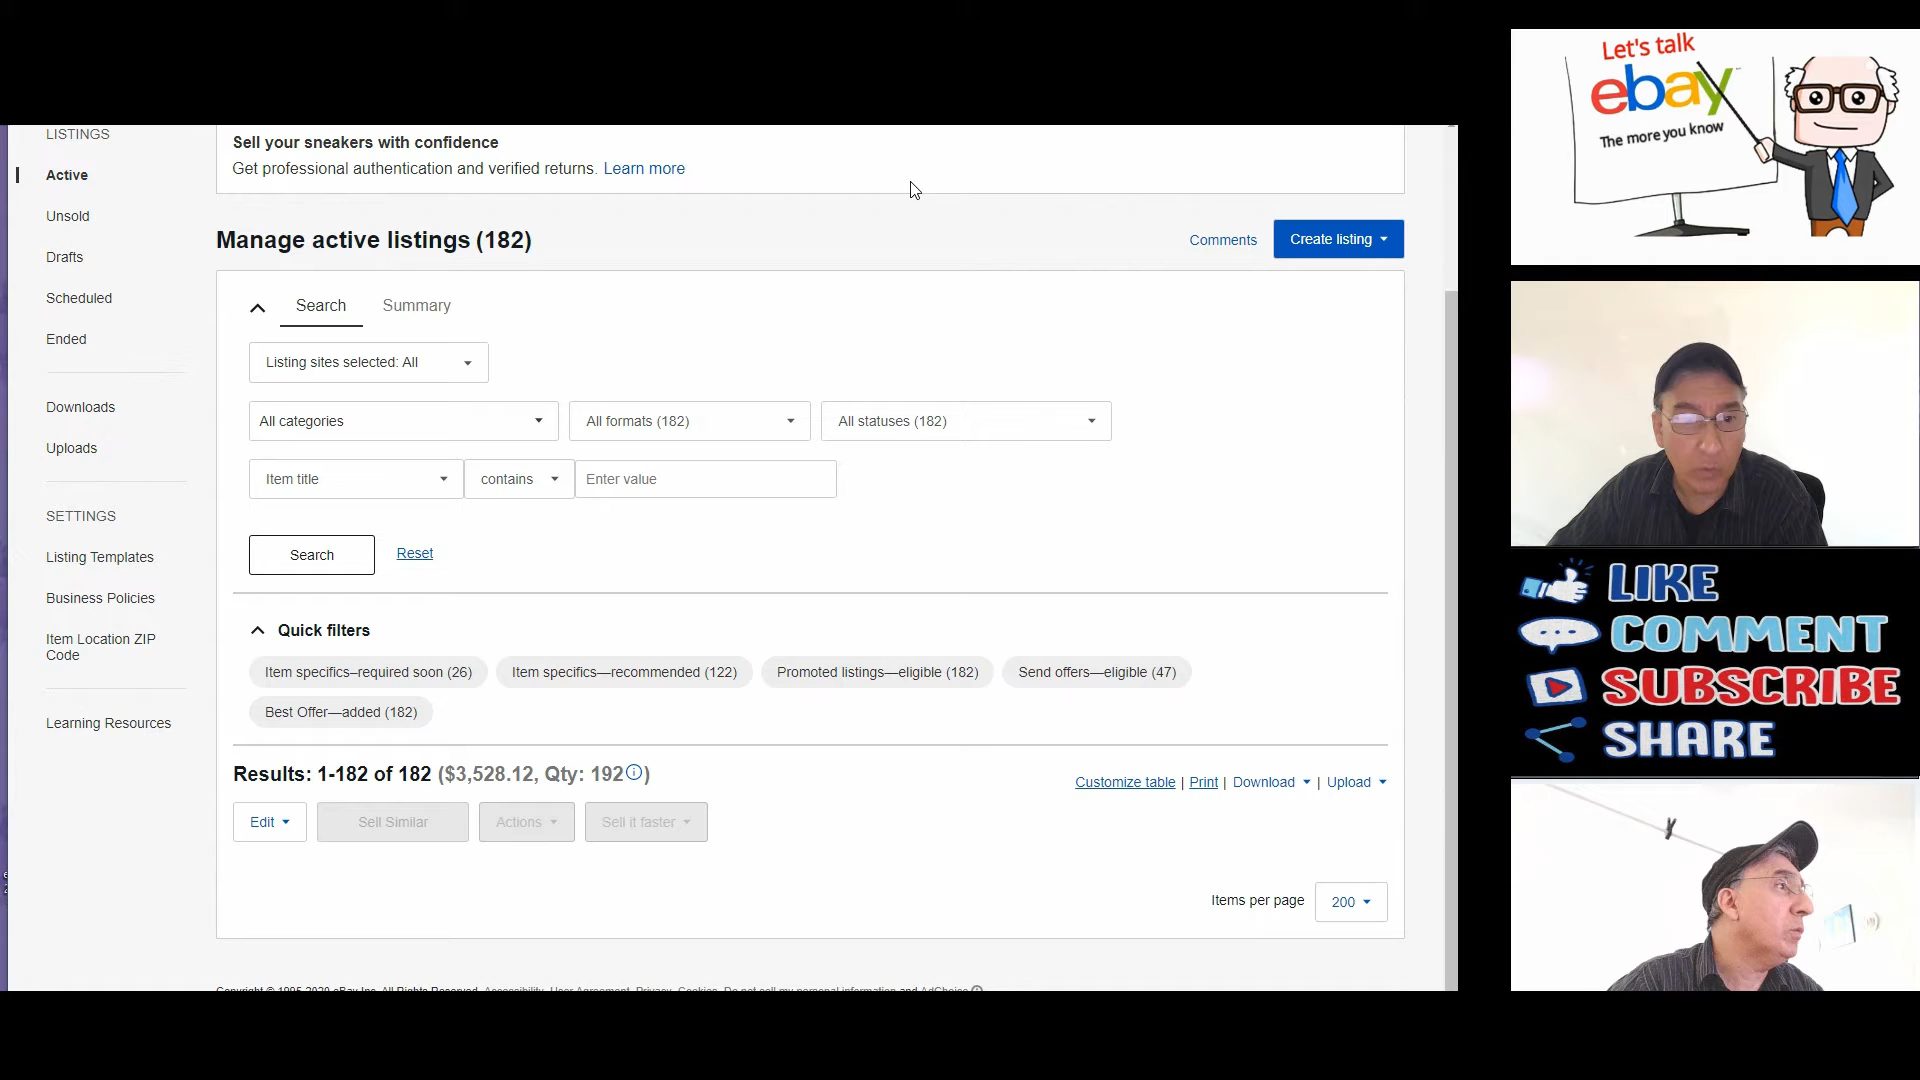 LISTINGS
Active
Unsold
Drafts
Scheduled
Ended
Downloads
Uploads
SETTINGS
Listing Templates
Business Policies
Item Location ZIP
Code
Learning Resources
Sell your sneakers with confidence
Get professional authentication and verified returns. Learn more
Manage active listings (182)
Comments
Create listing
Search
Summary
Listing sites selected: All
All categories
All formats (182)
All statuses (182)
Item title
contains
Enter value
Search
Reset
Quick filters
Item specifics–required soon (26)
Item specifics—recommended (122)
Promoted listings—eligible (182)
Send offers—eligible (47)
Best Offer—added (182)
Results: 1-182 of 182 ($3,528.12, Qty: 192)
Customize table | Print | Download | Upload
Edit
Sell Similar
Actions
Sell it faster
Items per page
200
Let's talk
ebay
The more you know
LIKE
COMMENT
SUBSCRIBE
SHARE